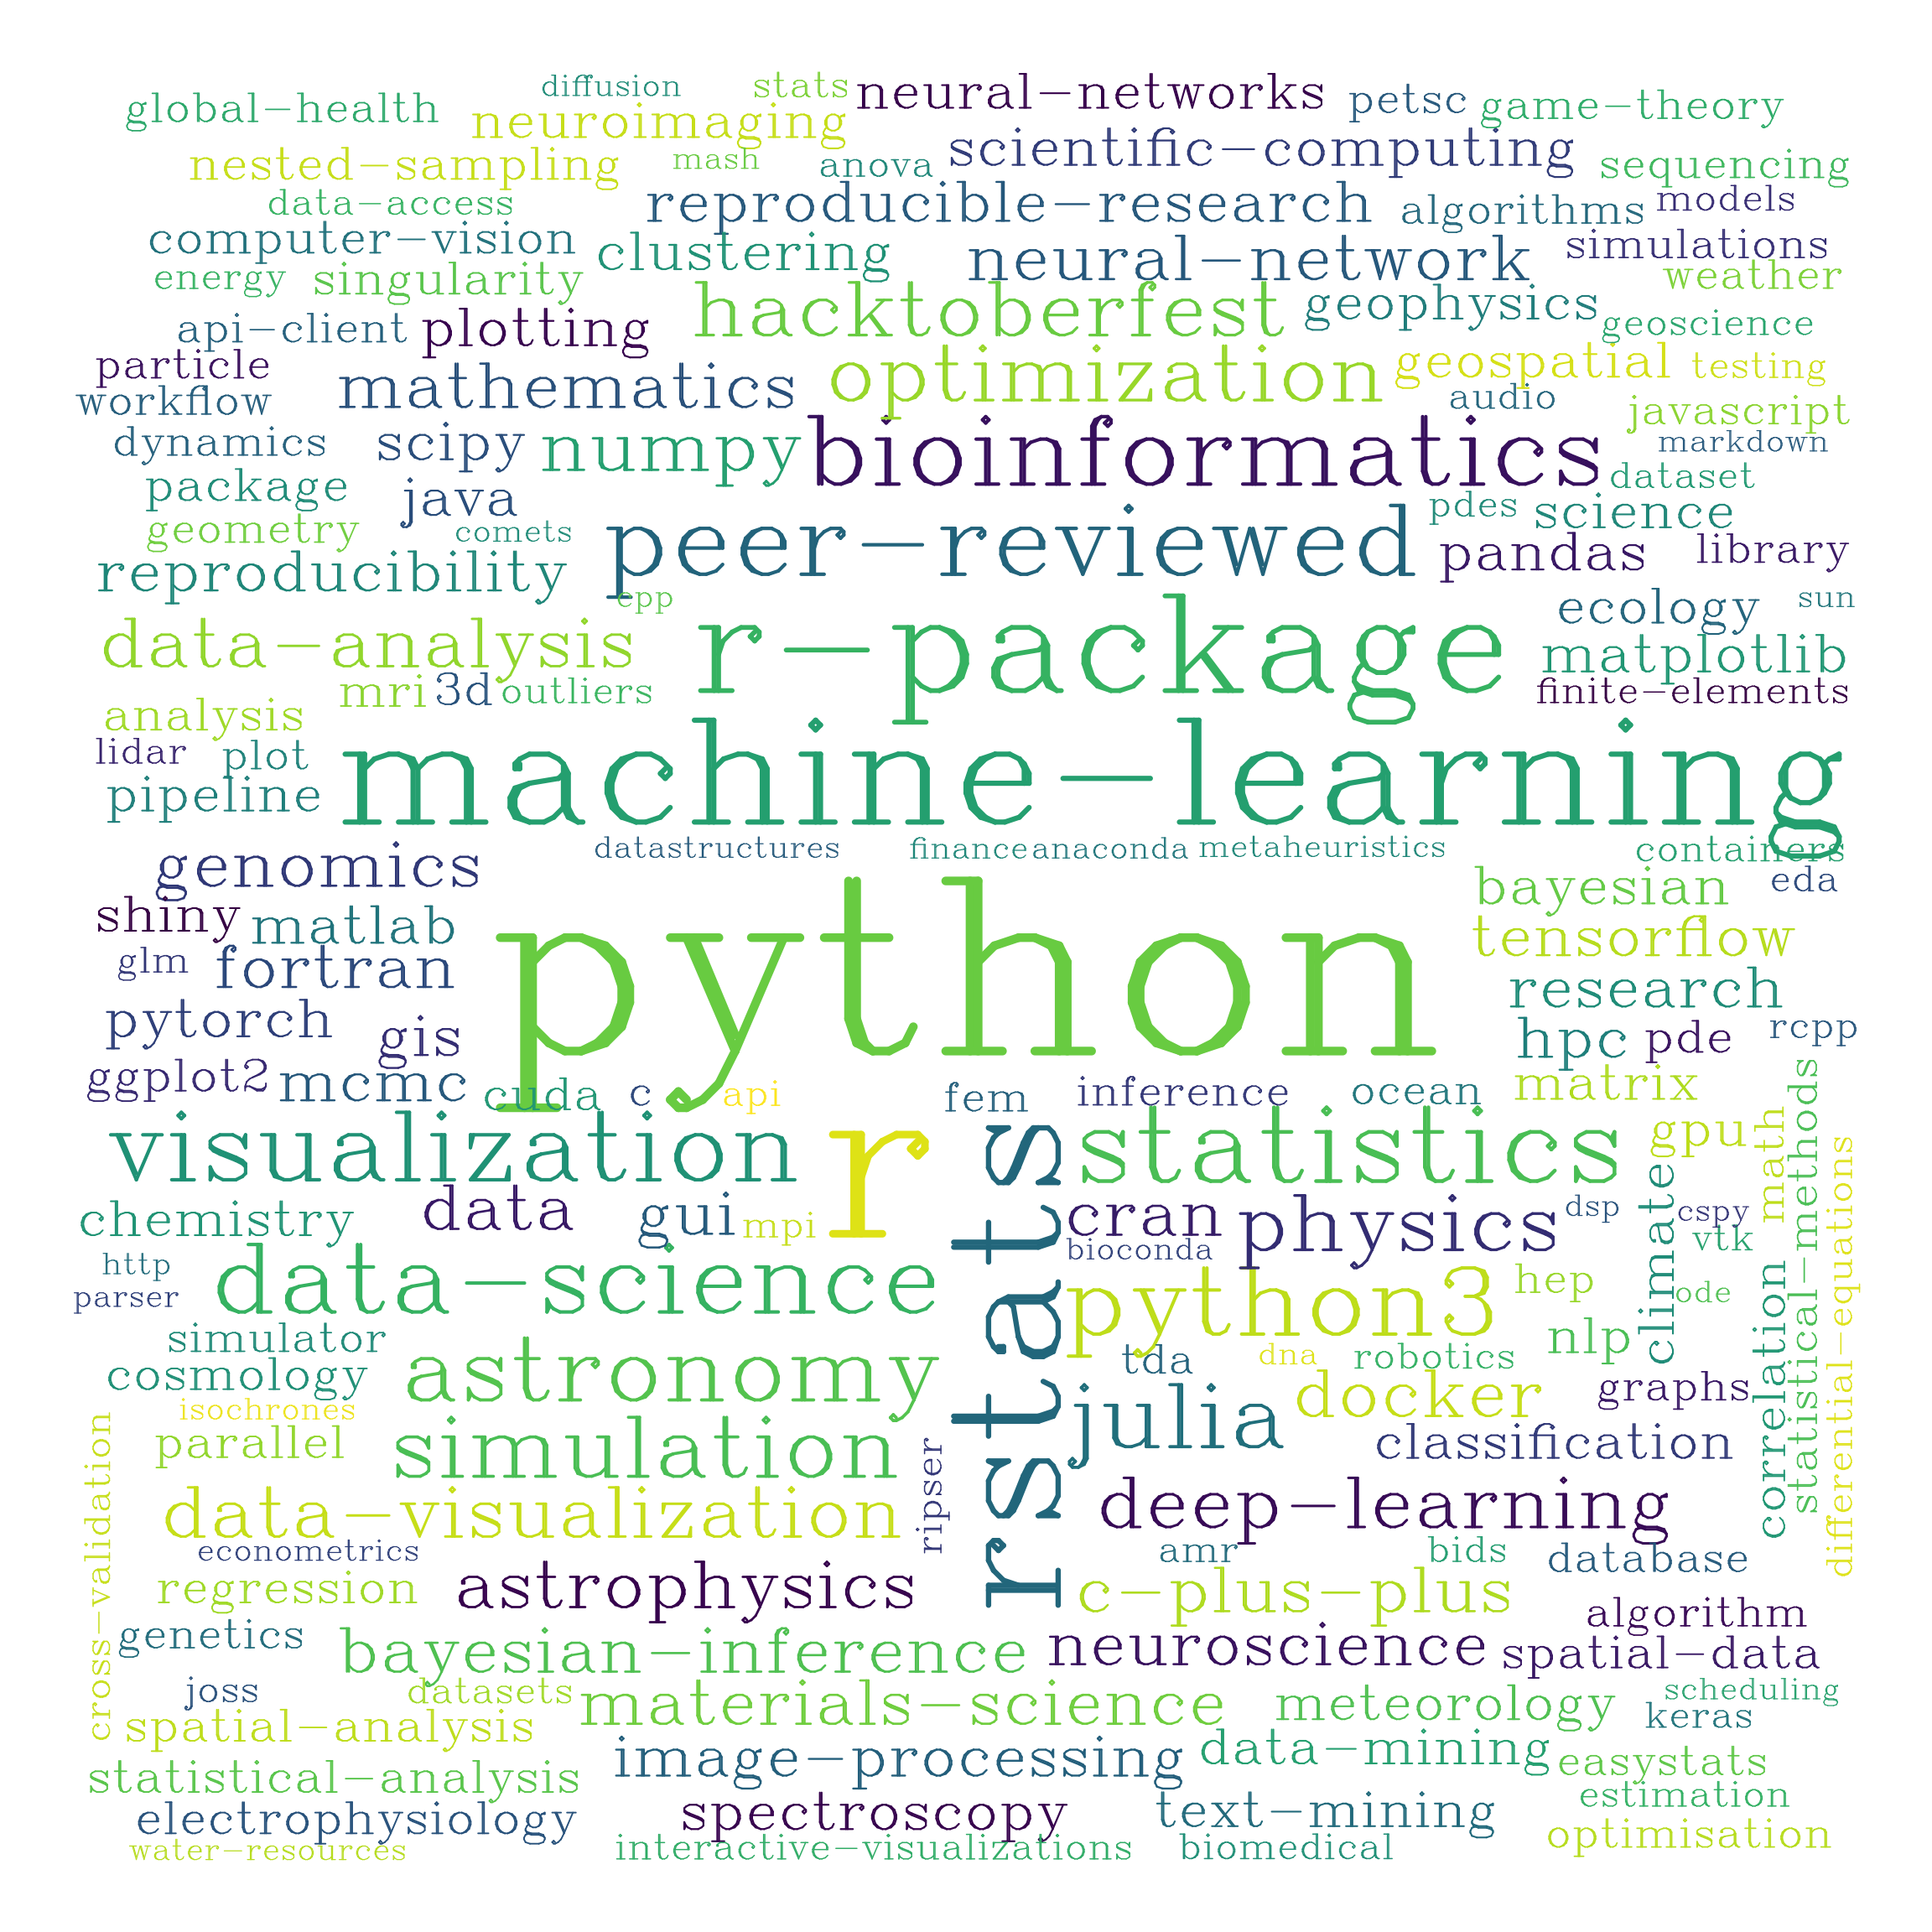 diffusion stats neural-networks petsc game-theory
global-health neuroimaging scientific-computing
nested-sampling mash anova sequencing
data-access reproducible-research algorithms models
computer-vision clustering neural-network simulations
energy singularity hacktoberfest geophysics weather
api-client plotting geoscience
particle mathematics optimization geospatial testing
workflow audio javascript
dynamics scipy numpy bioinformatics markdown
package java dataset
geometry comets peer-reviewed pdes science
reproducibility pandas library
cpp ecology sun
data-analysis r-package matplotlib
mri 3d outliers finite-elements
analysis
lidar plot machine-learning
pipeline
datastructures finance anaconda metaheuristics containers
genomics bayesian eda
shiny matlab tensorflow
glm fortran python research
pytorch gis hpc pde rcpp
ggplot2 mcmc cuda c api fem inference ocean matrix
visualization r rstats statistics gpu math statistical-methods differential-equations
chemistry data gui mpi cran physics dsp cspy
http bioconda vtk climate
parser data-science python3 hep ode correlation
simulator tda dna robotics nlp
cosmology astronomy julia docker graphs
isochrones
parallel simulation ripser classification
cross-validation data-visualization deep-learning
econometrics amr bids database
regression astrophysics c-plus-plus algorithm
genetics bayesian-inference neuroscience spatial-data
joss datasets materials-science meteorology scheduling
spatial-analysis keras
statistical-analysis image-processing data-mining easystats
electrophysiology spectroscopy text-mining estimation
water-resources interactive-visualizations biomedical optimisation